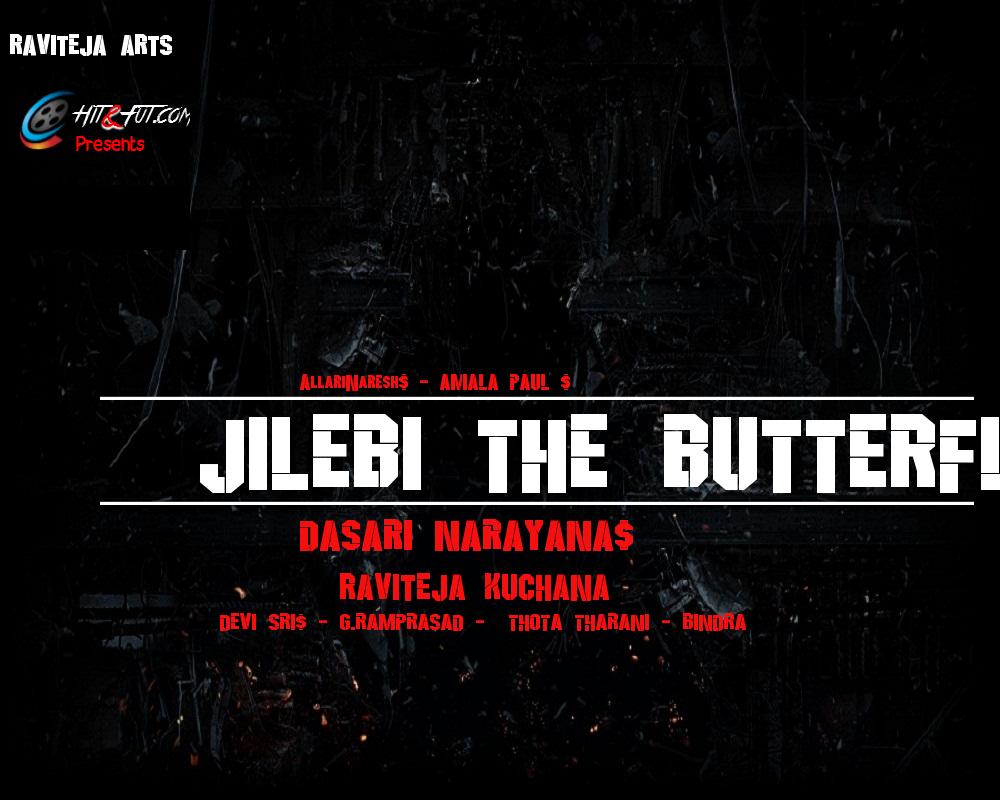 RAVITEJA ARTS
HIT&FUT.COM
Presents
ALLARINARESH$ - AMALA PAUL $
JILEBI THE BUTTERFL
DASARI NARAYANA$
RAVITEJA KUCHANA
DEVI SRI$ - G.RAMPRASAD - THOTA THARANI - BINDRA